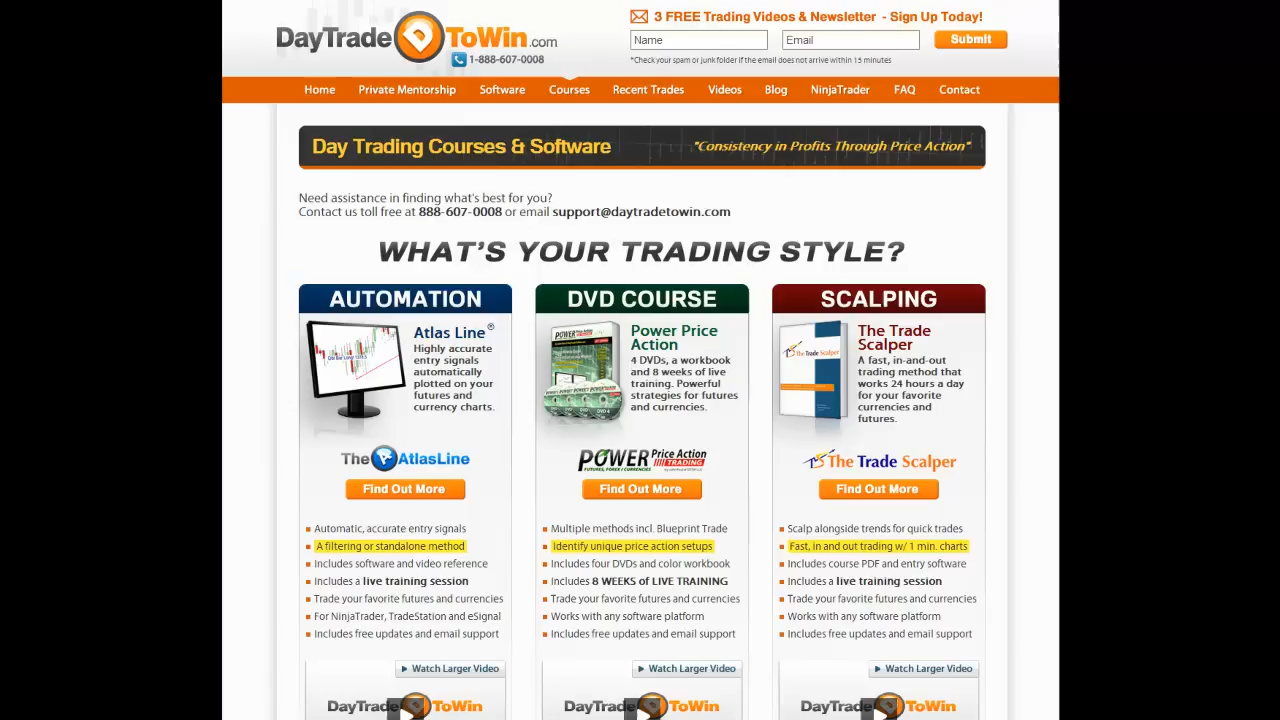 DayTradeToWin.com
1-888-607-0008
3 FREE Trading Videos & Newsletter - Sign Up Today!
Name
Email
Submit
*Check your spam or junk folder if the email does not arrive within 15 minutes
Home Private Mentorship Software Courses Recent Trades Videos Blog NinjaTrader FAQ Contact
Day Trading Courses & Software
"Consistency in Profits Through Price Action"
Need assistance in finding what's best for you?
Contact us toll free at 888-607-0008 or email support@daytradetowin.com
WHAT'S YOUR TRADING STYLE?
AUTOMATION
Atlas Line®
Highly accurate
entry signals
automatically
plotted on your
futures and
currency charts.
The AtlasLine
Find Out More
Automatic, accurate entry signals
A filtering or standalone method
Includes software and video reference
Includes a live training session
Trade your favorite futures and currencies
For NinjaTrader, TradeStation and eSignal
Includes free updates and email support
Watch Larger Video
DayTradeToWin
DVD COURSE
POWER Price Action
Power Price
Action
4 DVDs, a workbook
and 8 weeks of live
training. Powerful
strategies for futures
and currencies.
POWER Price Action
TRADING
FUTURES, FOREX / CURRENCIES
Find Out More
Multiple methods incl. Blueprint Trade
Identify unique price action setups
Includes four DVDs and color workbook
Includes 8 WEEKS of LIVE TRAINING
Trade your favorite futures and currencies
Works with any software platform
Includes free updates and email support
Watch Larger Video
DayTradeToWin
SCALPING
The Trade Scalper
The Trade
Scalper
A fast, in-and-out
trading method that
works 24 hours a day
for your favorite
currencies and
futures.
The Trade Scalper
Find Out More
Scalp alongside trends for quick trades
Fast, in and out trading w/ 1 min. charts
Includes course PDF and entry software
Includes a live training session
Trade your favorite futures and currencies
Works with any software platform
Includes free updates and email support
Watch Larger Video
DayTradeToWin